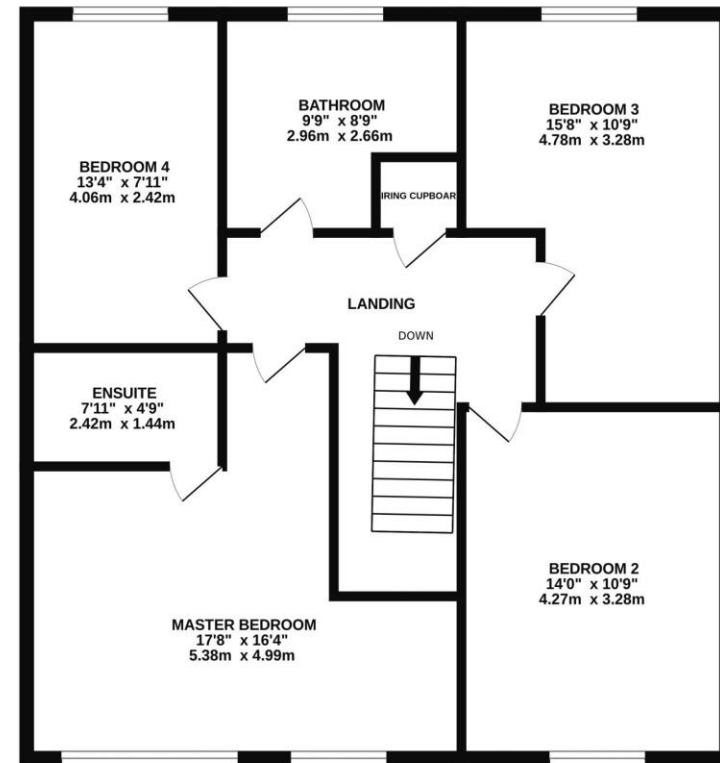 BATHROOM
9'9" x 8'9"
2.96m x 2.66m
BEDROOM 3
15'8" x 10'9"
4.78m x 3.28m
BEDROOM 4
13'4" x 7'11"
4.06m x 2.42m
IRING CUPBOAR
LANDING
DOWN
ENSUITE
7'11" x 4'9"
2.42m x 1.44m
BEDROOM 2
14'0" x 10'9"
4.27m x 3.28m
MASTER BEDROOM
17'8" x 16'4"
5.38m x 4.99m